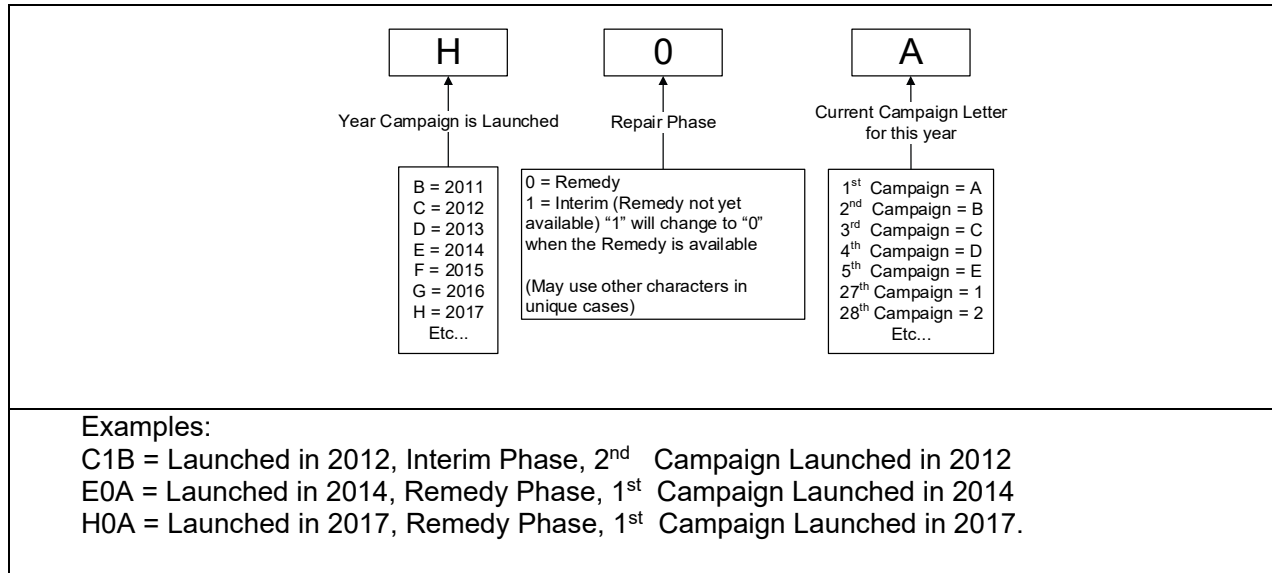 H 0 A
Year Campaign is Launched
Repair Phase
Current Campaign Letter
for this year
B = 2011
C = 2012
D = 2013
E = 2014
F = 2015
G = 2016
H = 2017
Etc...
0 = Remedy
1 = Interim (Remedy not yet
available) “1” will change to “0”
when the Remedy is available
(May use other characters in
unique cases)
1st Campaign = A
2nd Campaign = B
3rd Campaign = C
4th Campaign = D
5th Campaign = E
27th Campaign = 1
28th Campaign = 2
Etc...
Examples:
C1B = Launched in 2012, Interim Phase, 2nd Campaign Launched in 2012
E0A = Launched in 2014, Remedy Phase, 1st Campaign Launched in 2014
H0A = Launched in 2017, Remedy Phase, 1st Campaign Launched in 2017.